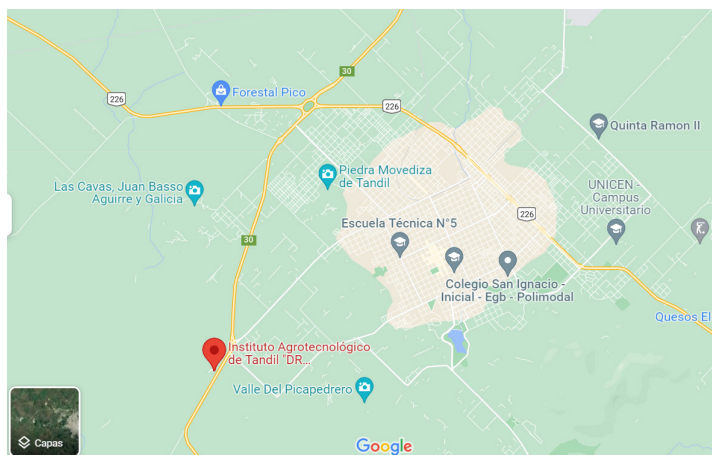 30
226
Forestal Pico
226
Quinta Ramon II
Piedra Movediza
de Tandil
Las Cavas, Juan Basso
Aguirre y Galicia
UNICEN -
Campus
Universitario
226
Escuela Técnica N°5
30
Colegio San Ignacio -
Inicial - Egb - Polimodal
Quesos El
Instituto Agrotecnológico
de Tandil "DR...
Valle Del Picapedrero
Capas
Google